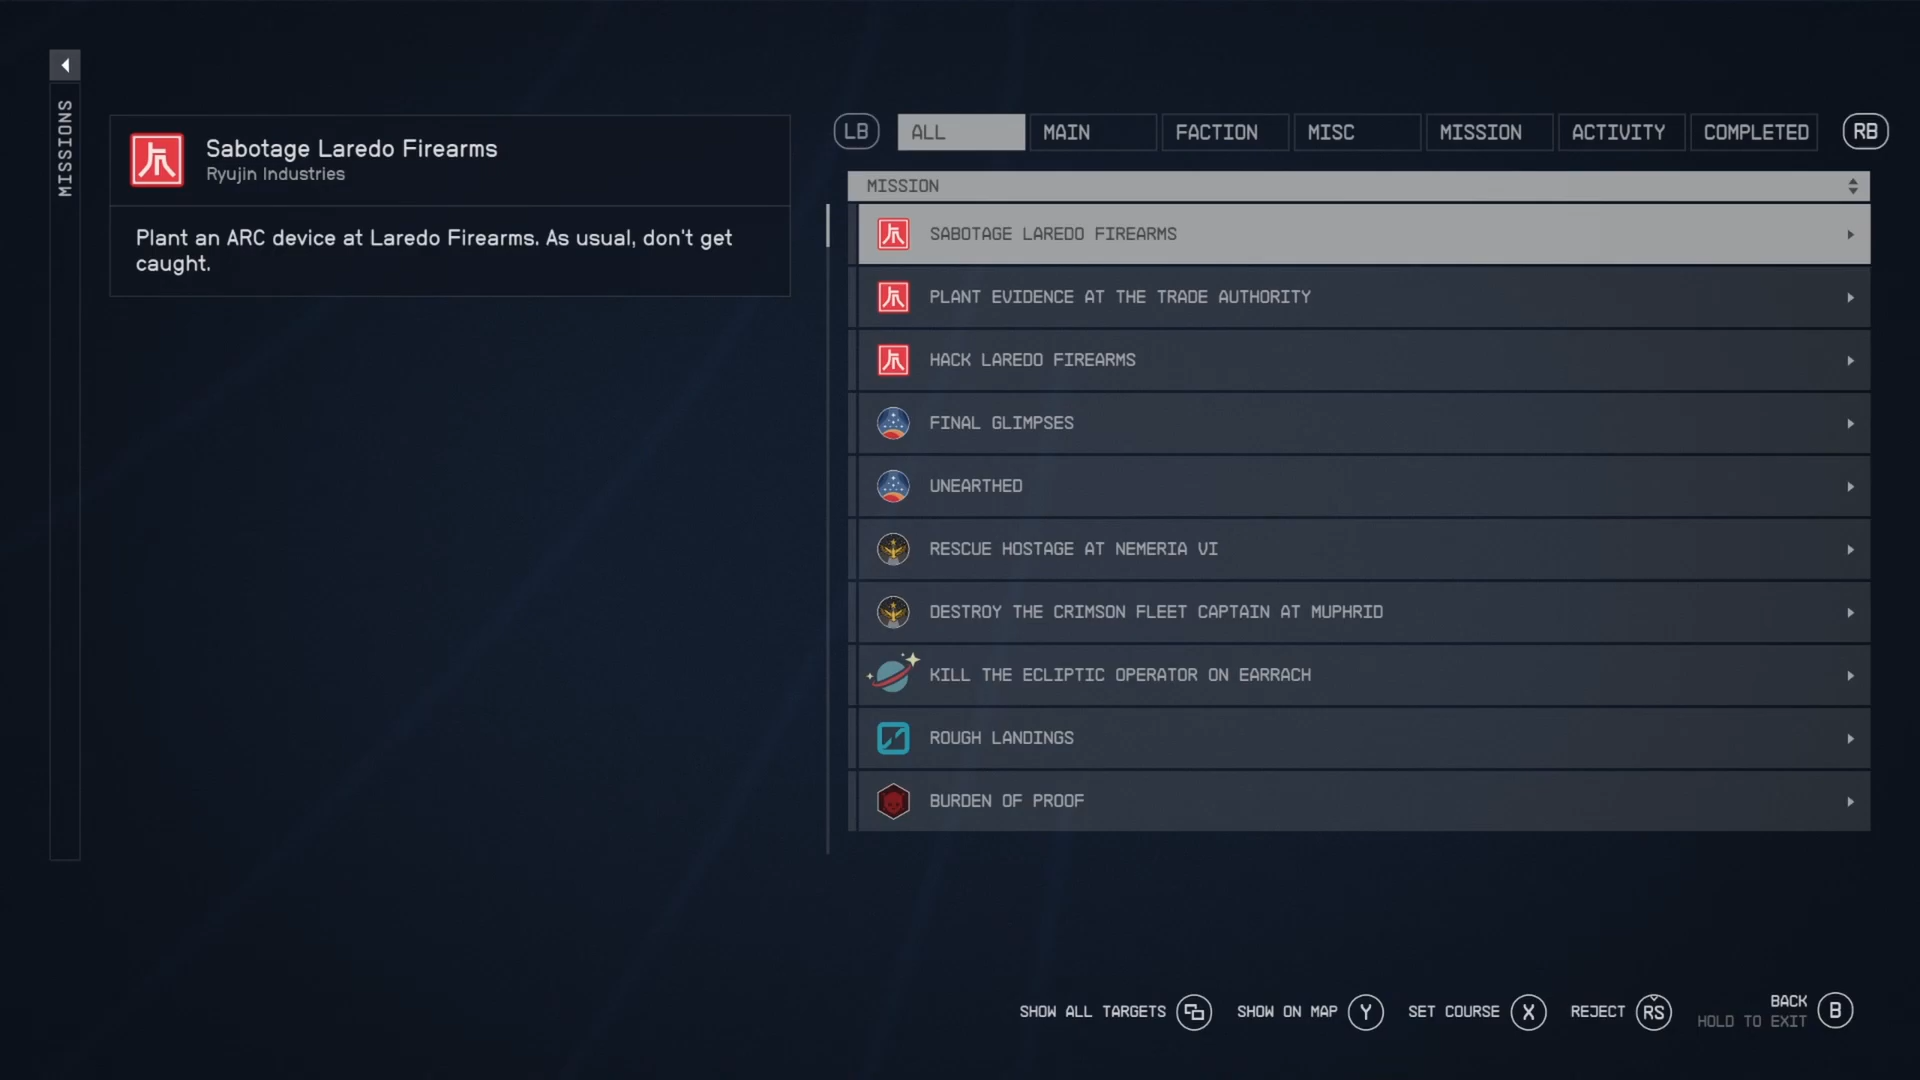 MISSIONS
Sabotage Laredo Firearms
Ryujin Industries
Plant an ARC device at Laredo Firearms. As usual, don't get
caught.
LB ALL MAIN FACTION MISC MISSION ACTIVITY COMPLETED RB
MISSION
SABOTAGE LAREDO FIREARMS
PLANT EVIDENCE AT THE TRADE AUTHORITY
HACK LAREDO FIREARMS
FINAL GLIMPSES
UNEARTHED
RESCUE HOSTAGE AT NEMERIA VI
DESTROY THE CRIMSON FLEET CAPTAIN AT MUPHRID
KILL THE ECLIPTIC OPERATOR ON EARRACH
ROUGH LANDINGS
BURDEN OF PROOF
SHOW ALL TARGETS SHOW ON MAP Y SET COURSE X REJECT RS BACK B
HOLD TO EXIT